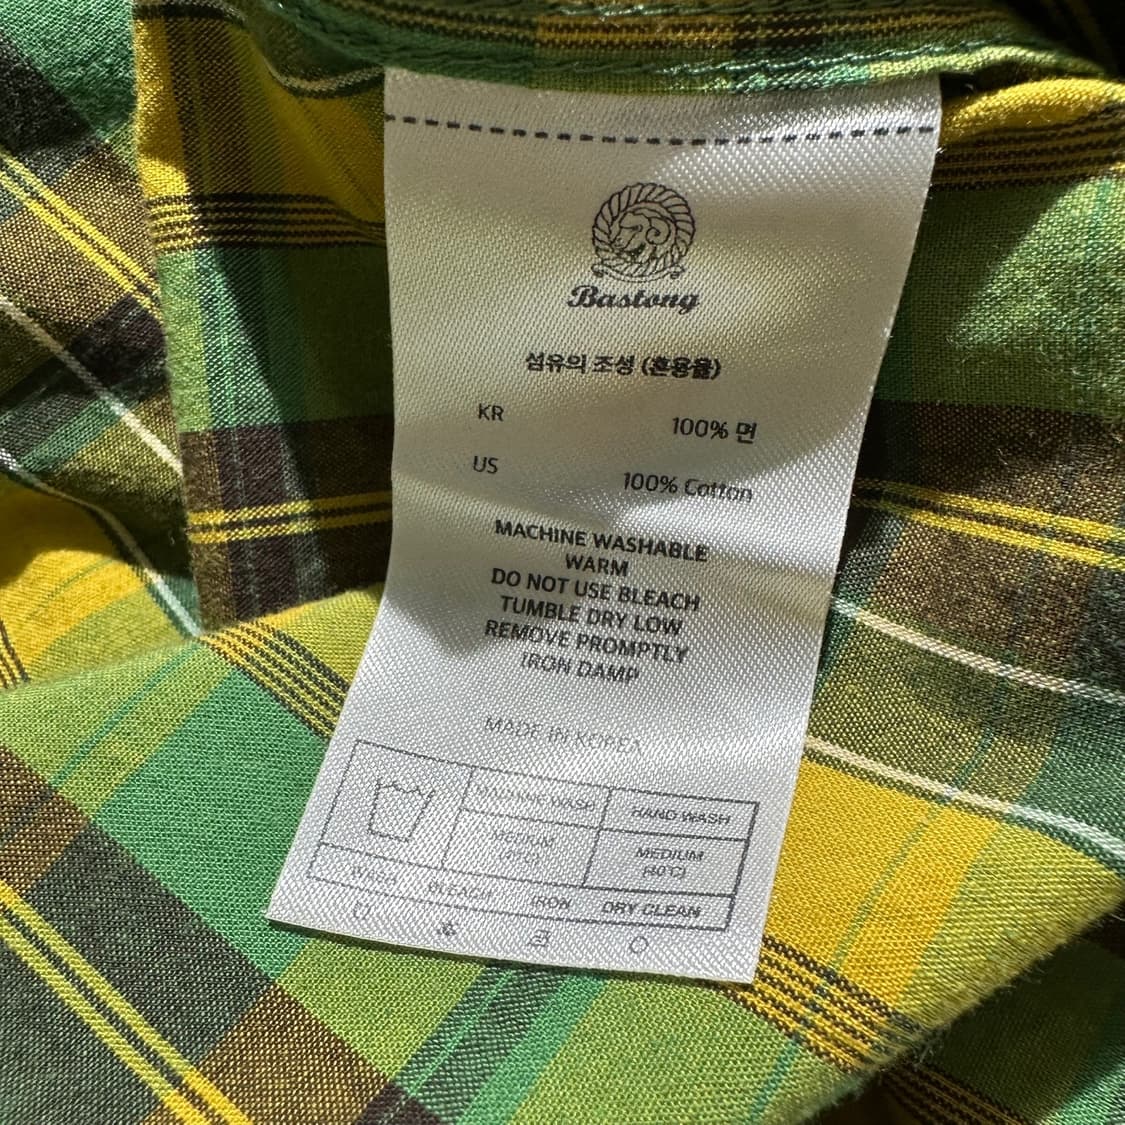 Bastong
섬유의 조성 (혼용율)
KR 100% 면
US 100% Cotton
MACHINE WASHABLE
WARM
DO NOT USE BLEACH
TUMBLE DRY LOW
REMOVE PROMPTLY
IRON DAMP
MADE IN KOREA
MACHINE WASH HAND WASH
MEDIUM MEDIUM
(40°C) (40°C)
WASH BLEACH IRON DRY CLEAN